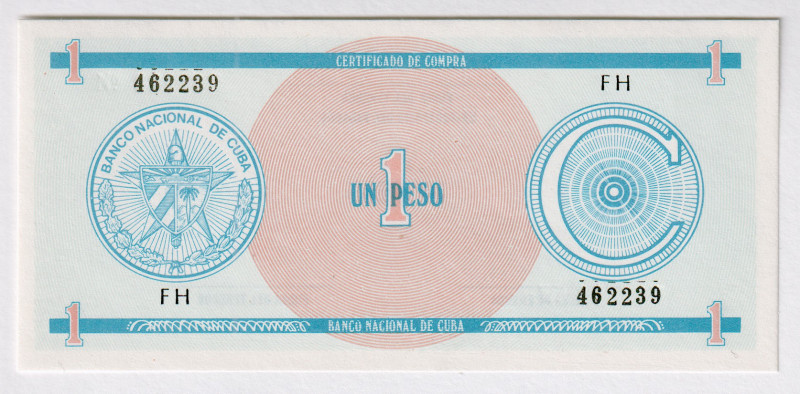 1 CERTIFICADO DE COMPRA 1
462239
FH
BANCO NACIONAL DE CUBA
C
1
UN PESO
FH
462239
1 BANCO NACIONAL DE CUBA 1